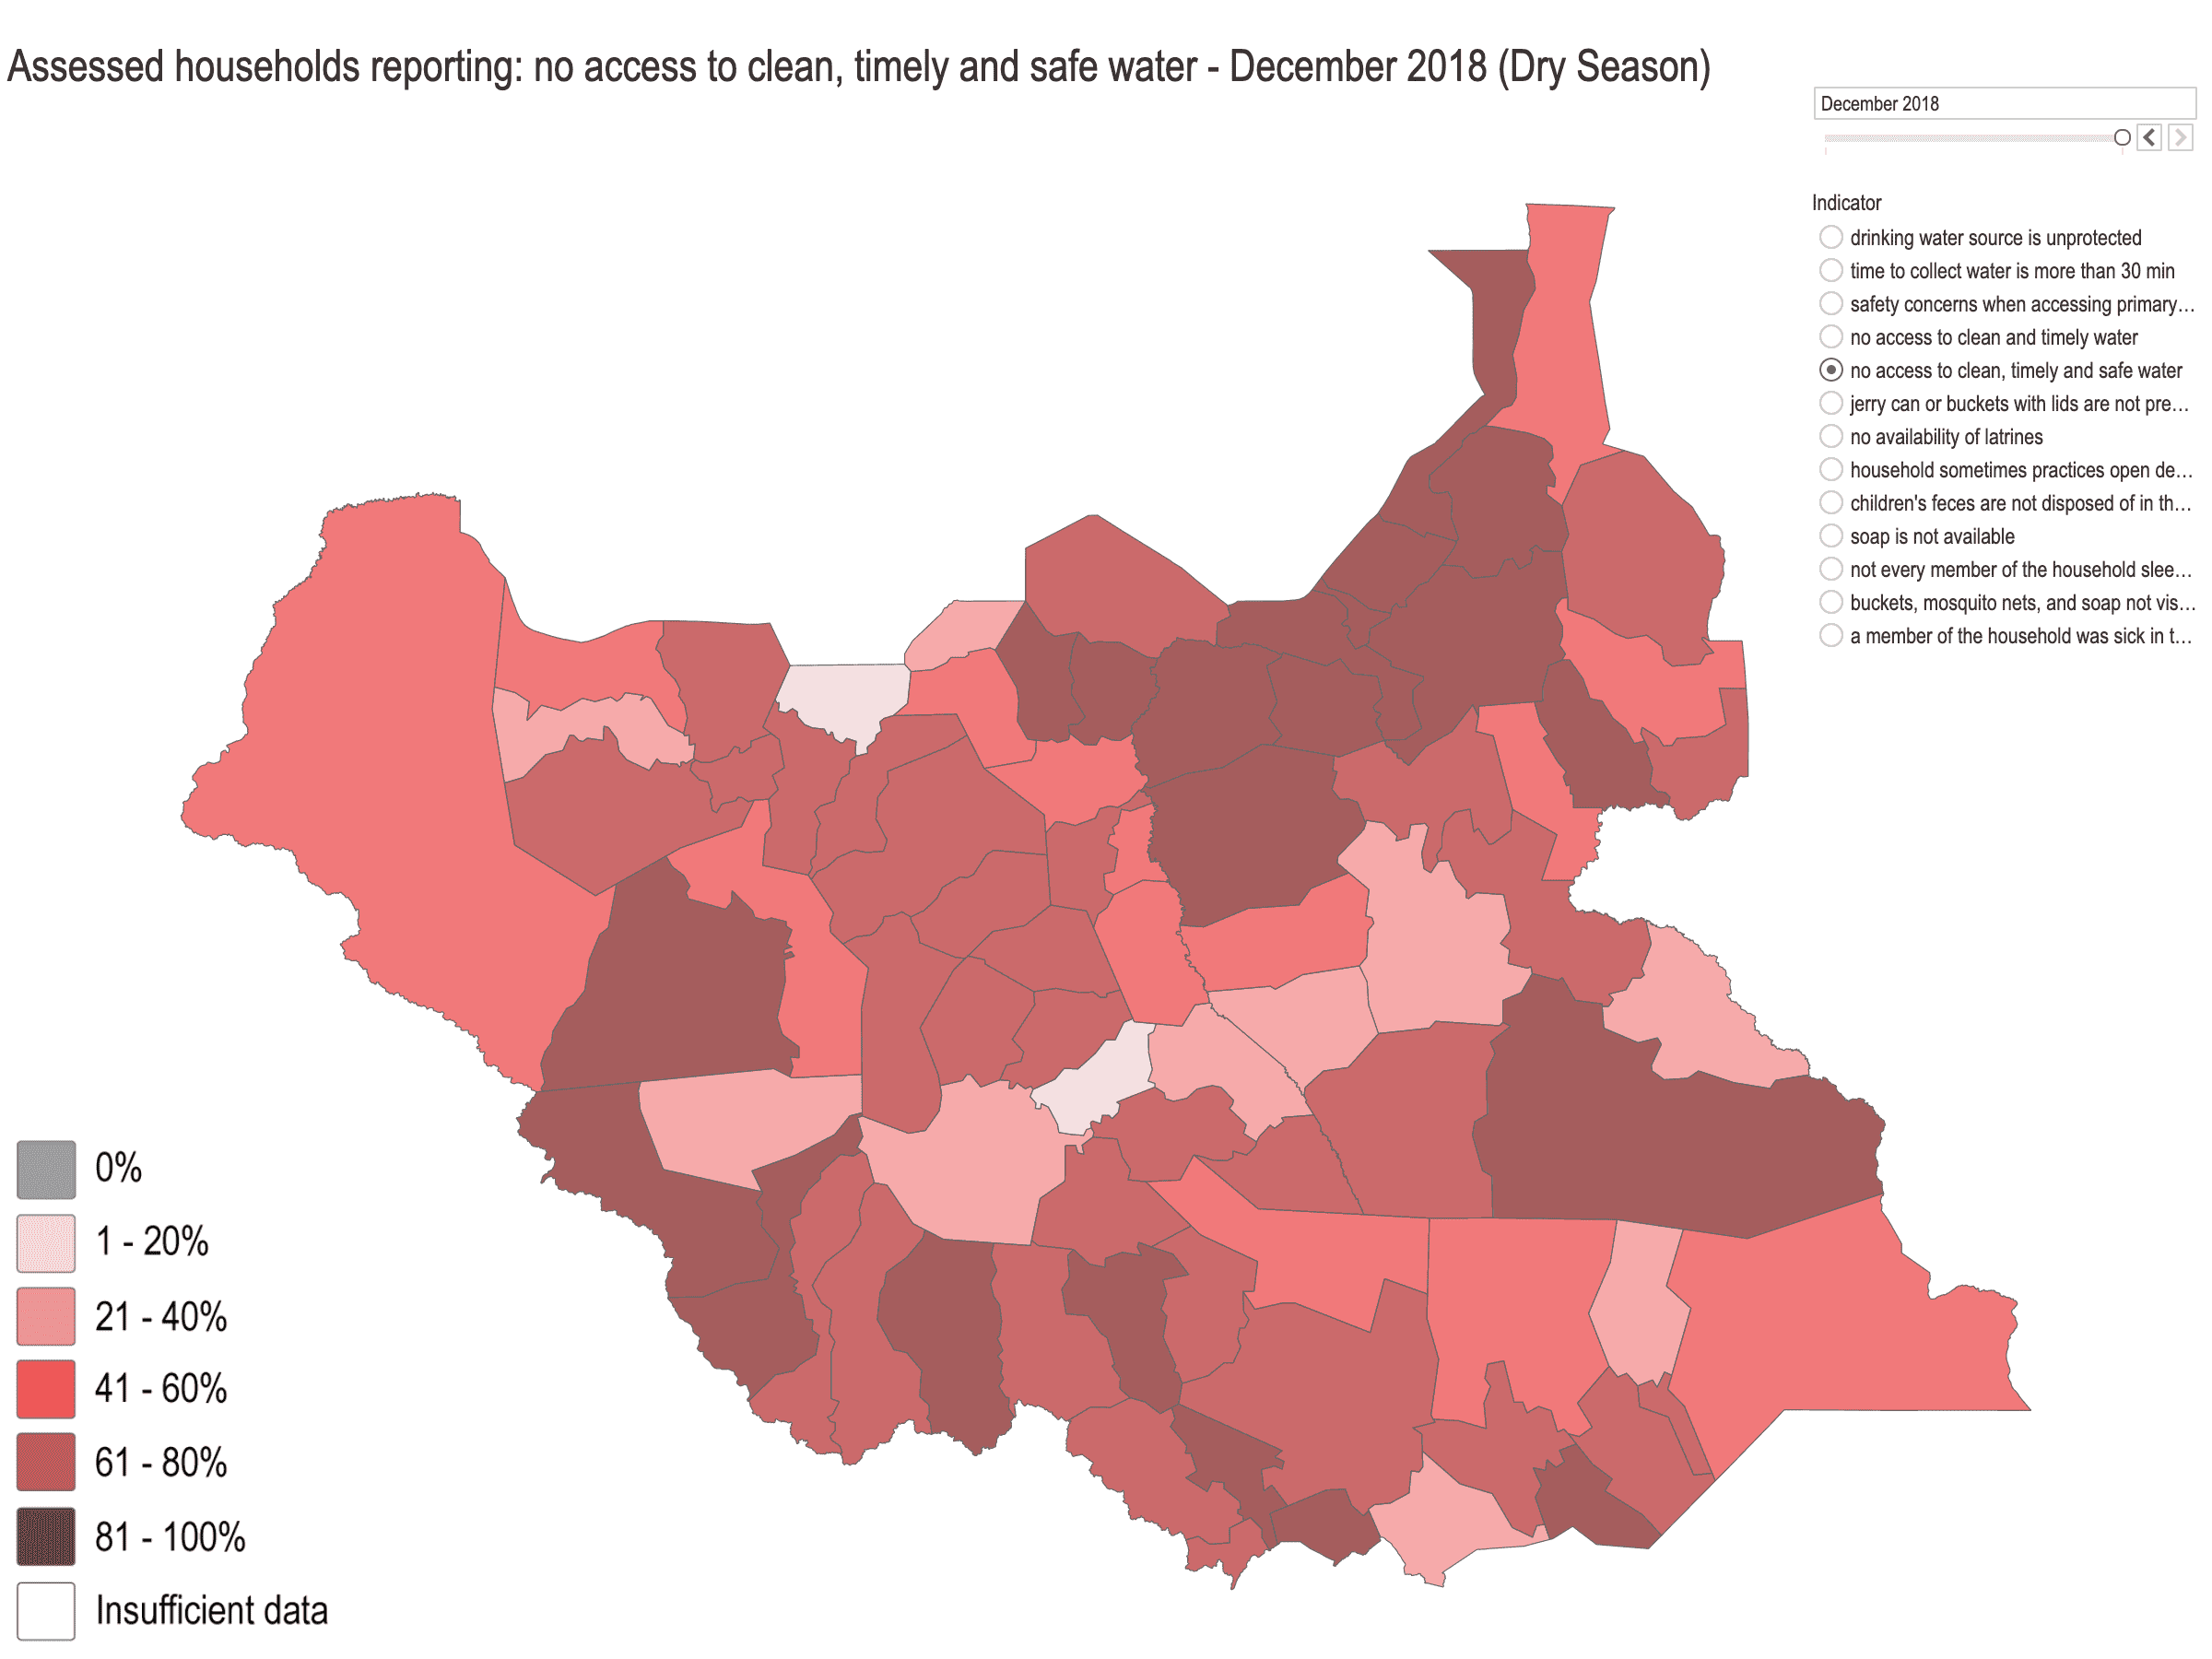 Assessed households reporting: no access to clean, timely and safe water - December 2018 (Dry Season)
December 2018
Indicator
drinking water source is unprotected
time to collect water is more than 30 min
safety concerns when accessing primary...
no access to clean and timely water
no access to clean, timely and safe water
jerry can or buckets with lids are not pre...
no availability of latrines
household sometimes practices open de...
children's feces are not disposed of in th...
soap is not available
not every member of the household slee...
buckets, mosquito nets, and soap not vis...
a member of the household was sick in t...
0%
1 - 20%
21 - 40%
41 - 60%
61 - 80%
81 - 100%
Insufficient data